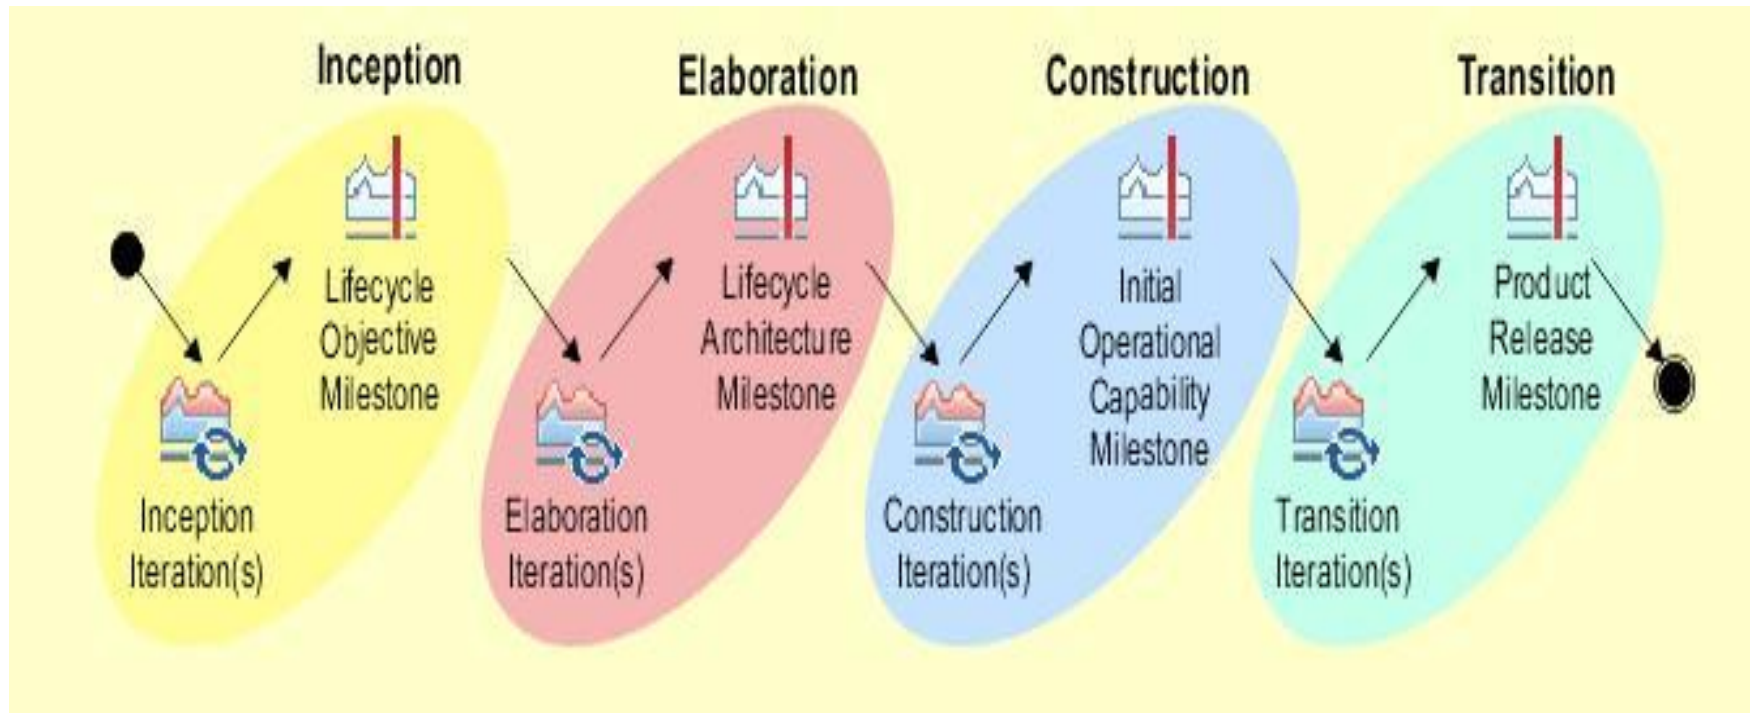 Inception
Lifecycle
Objective
Milestone
Inception
Iteration(s)
Elaboration
Lifecycle
Architecture
Milestone
Elaboration
Iteration(s)
Construction
Initial
Operational
Capability
Milestone
Construction
Iteration(s)
Transition
Product
Release
Milestone
Transition
Iteration(s)